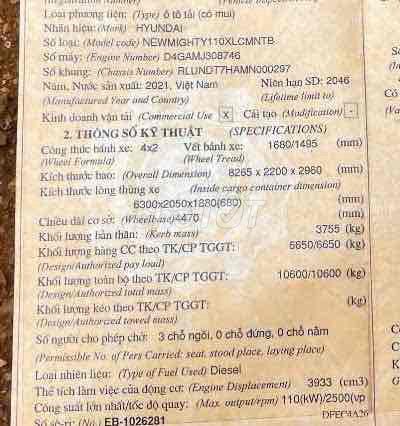 (Registration Number)
(Vehicle Inspection
Loại phương tiện: (Type) ô tô tải (có mui)
Nhãn hiệu: (Mark) HYUNDAI
Số loại: (Model code) NEWMIGHTY110XLCMNTB
Số máy: (Engine Number) D4GAMJ308746
Số khung: (Chassis Number) RLUNDT7HAMN000297
Năm, Nước sản xuất: 2021, Việt Nam Niên hạn SD: 2046
(Manufactured Year and Country) (Lifetime limit to)
Kinh doanh vận tải (Commercial Use) x Cải tạo (Modification) -
2. THÔNG SỐ KỸ THUẬT (SPECIFICATIONS)
Công thức bánh xe: 4x2 Vết bánh xe: 1680/1495 (mm)
(Wheel Formula) (Wheel Tread)
Kích thước bao: (Overall Dimension) 8265 x 2200 x 2960 (mm)
Kích thước lòng thùng xe (Inside cargo container dimension)
6300x2050x1880(680) (mm)
Chiều dài cơ sở: (Wheelbase) 4470 (mm)
Khối lượng bản thân: (Kerb mass) 3755 (kg)
Khối lượng hàng CC theo TK/CP TGGT: 6650/6650 (kg)
(Design/Authorized pay load)
Khối lượng toàn bộ theo TK/CP TGGT: 10600/10600 (kg)
(Design/Authorized total mass)
Khối lượng kéo theo TK/CP TGGT: (kg)
(Design/Authorized towed mass)
Số người cho phép chở: 3 chỗ ngồi, 0 chỗ đứng, 0 chỗ nằm
(Permissible No. of Pers Carried: seat, stood place, laying place)
Loại nhiên liệu: (Type of Fuel Used) Diesel
Thể tích làm việc của động cơ: (Engine Displacement) 3933 (cm3)
Công suất lớn nhất/tốc độ quay: (Max. output/rpm) 110(kW)/2500(vp
Số sê-ri: (No.) EB-1026281 DPEC4A26